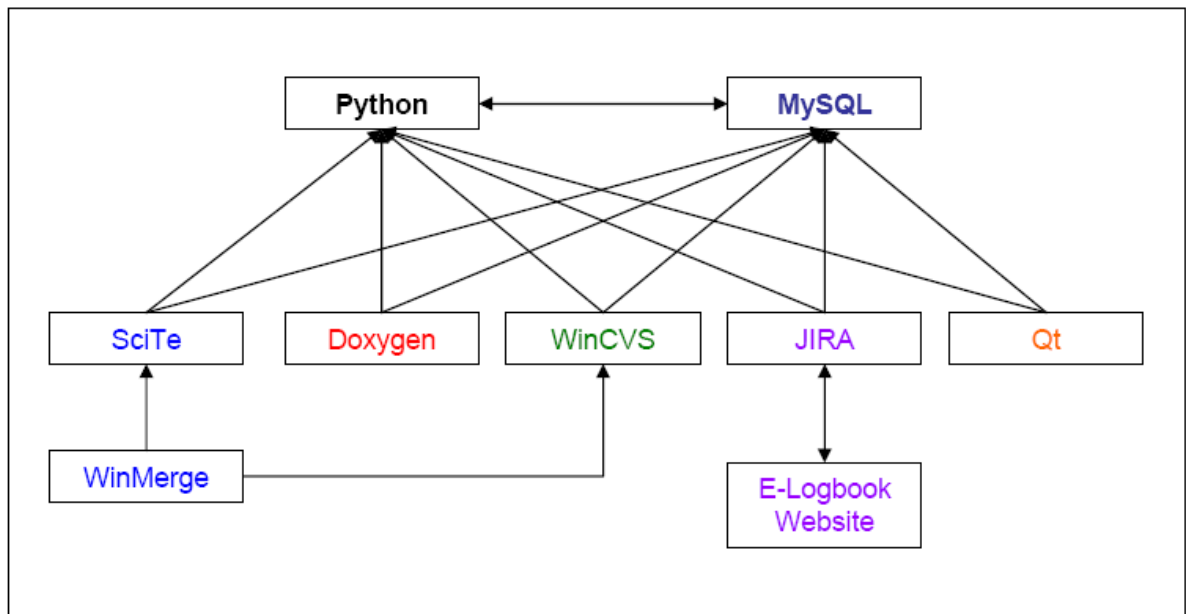 Python
MySQL
SciTe
Doxygen
WinCVS
JIRA
Qt
WinMerge
E-Logbook
Website